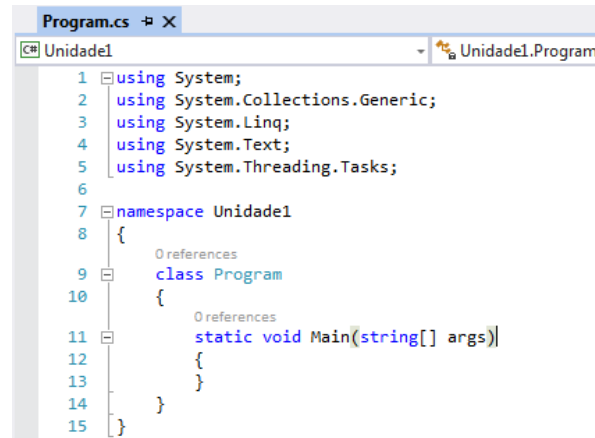 Program.cs
C# Unidade1 Unidade1.Program
1 using System;
2 using System.Collections.Generic;
3 using System.Linq;
4 using System.Text;
5 using System.Threading.Tasks;
6
7 namespace Unidade1
8 {
0 references
9 class Program
10 {
0 references
11 static void Main(string[] args)
12 {
13 }
14 }
15 }